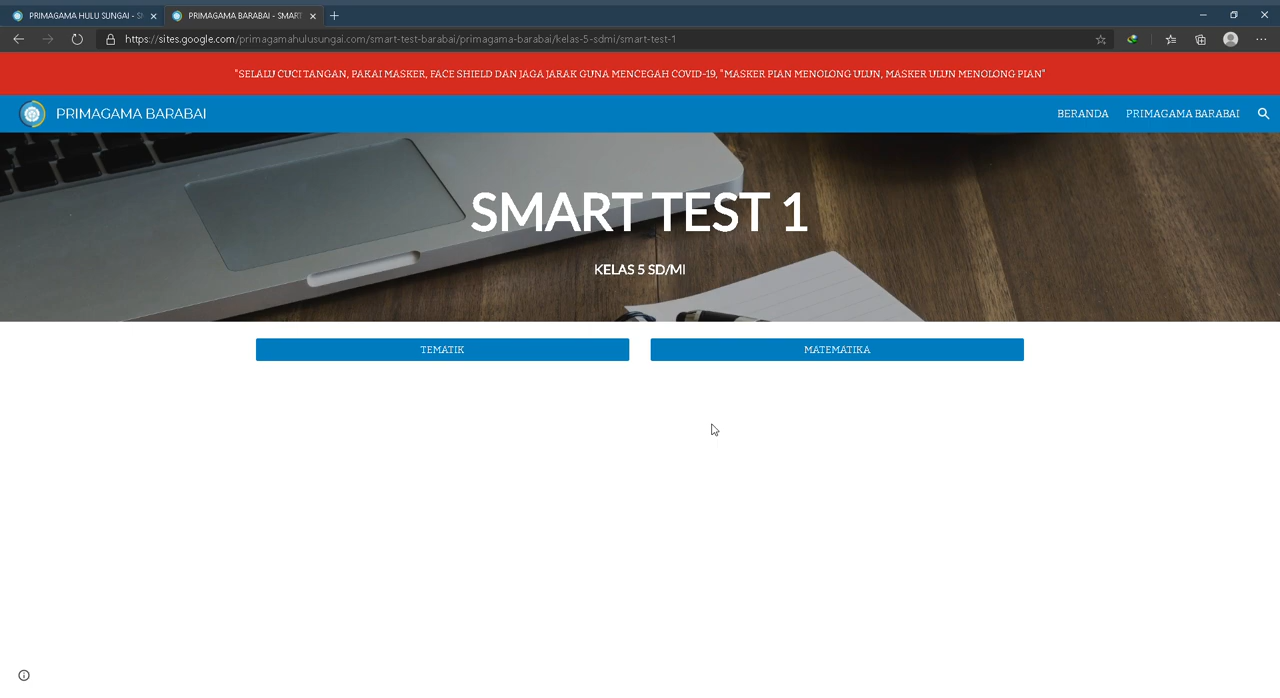 PRIMAGAMA HULU SUNGAI - S
PRIMAGAMA BARABAI - SMART
https://sites.google.com/primagamahulusungai.com/smart-test-barabai/primagama-barabai/kelas-5-sdmi/smart-test-1
"SELALU CUCI TANGAN, PAKAI MASKER, FACE SHIELD DAN JAGA JARAK GUNA MENCEGAH COVID-19, "MASKER PIAN MENOLONG ULUN, MASKER ULUN MENOLONG PIAN"
PRIMAGAMA BARABAI
BERANDA
PRIMAGAMA BARABAI
SMART TEST 1
KELAS 5 SD/MI
TEMATIK
MATEMATIKA